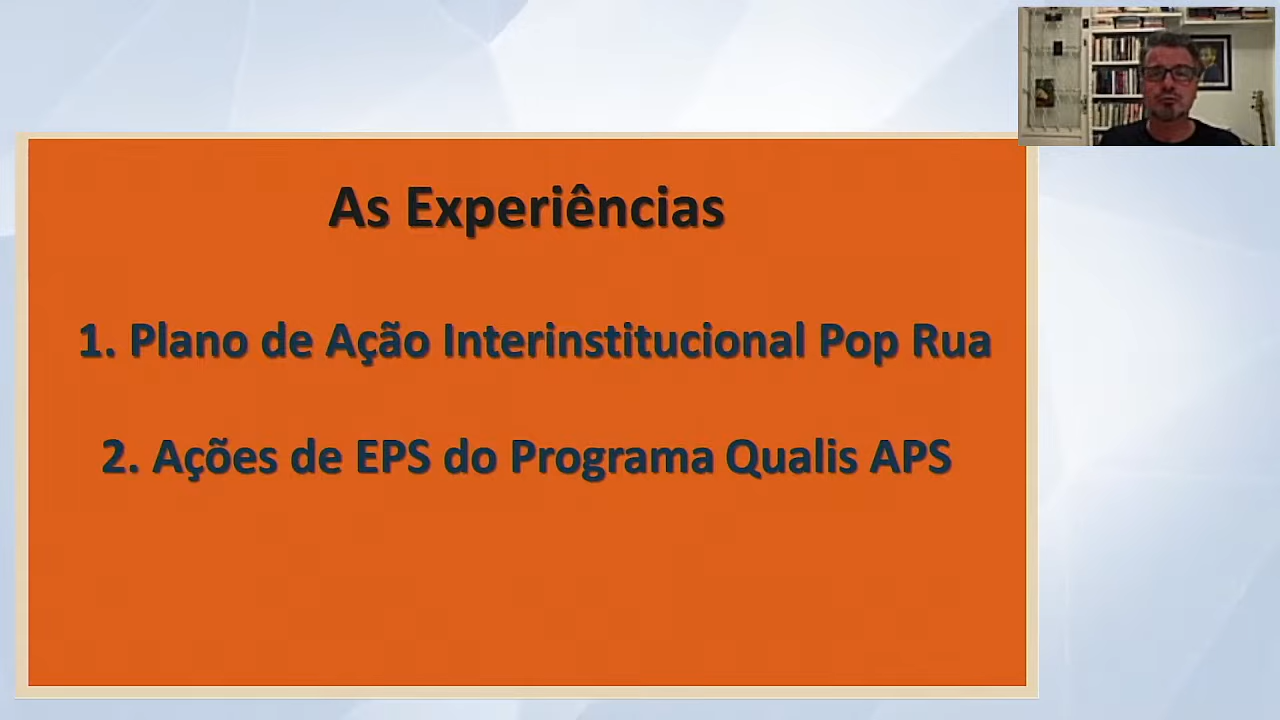 As Experiências
1. Plano de Ação Interinstitucional Pop Rua
2. Ações de EPS do Programa Qualis APS